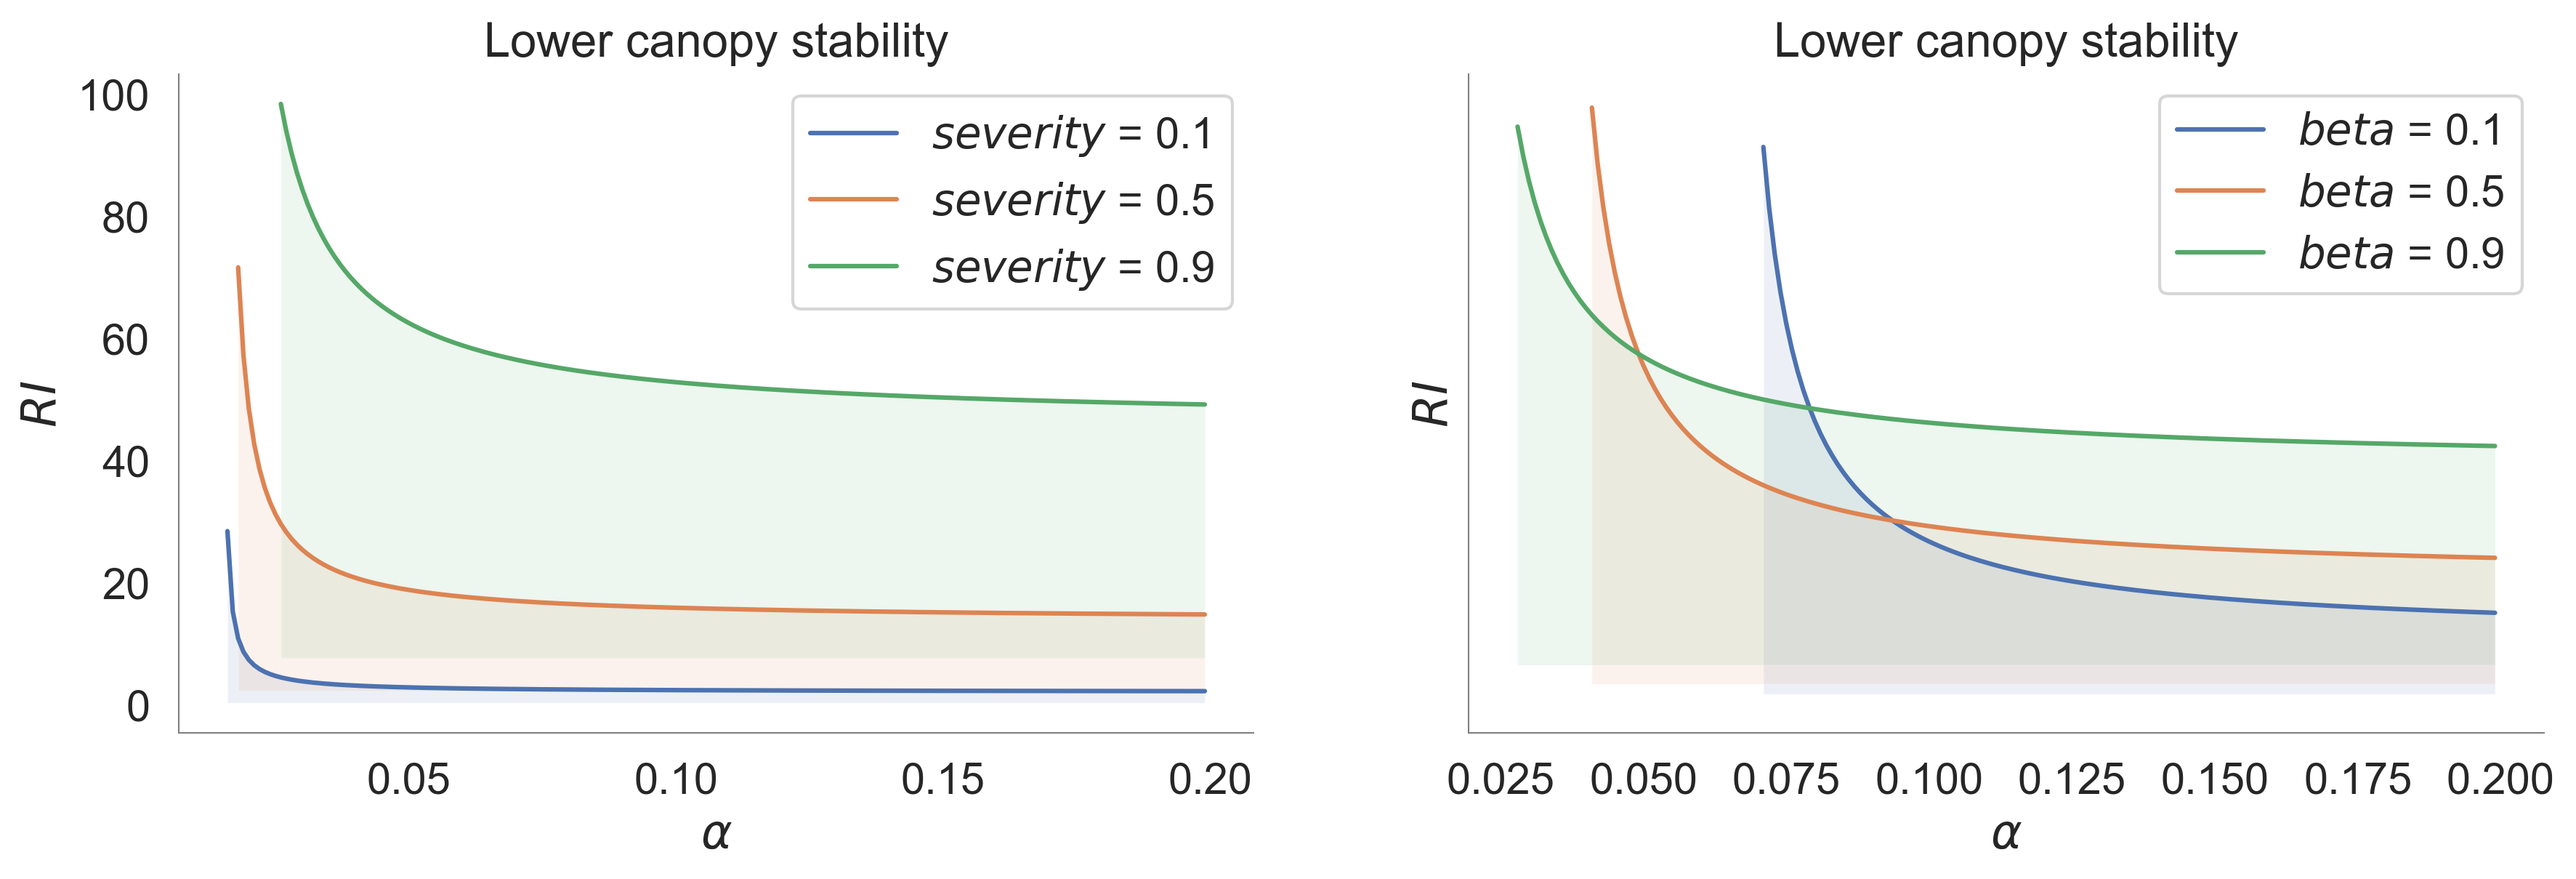 Lower canopy stability
100
80
60
40
20
0
RI
severity = 0.1
severity = 0.5
severity = 0.9
0.05 0.10 0.15 0.20
α
Lower canopy stability
RI
beta = 0.1
beta = 0.5
beta = 0.9
0.025 0.050 0.075 0.100 0.125 0.150 0.175 0.200
α